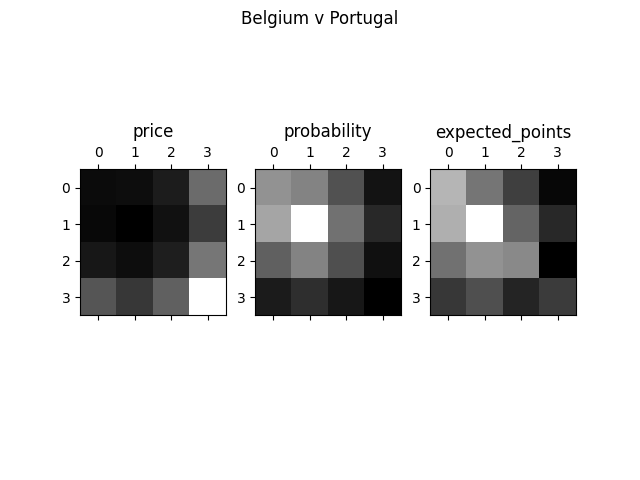 Belgium v Portugal
price probability expected_points
0 1 2 3 0 1 2 3 0 1 2 3
0 0 0
1 1 1
2 2 2
3 3 3